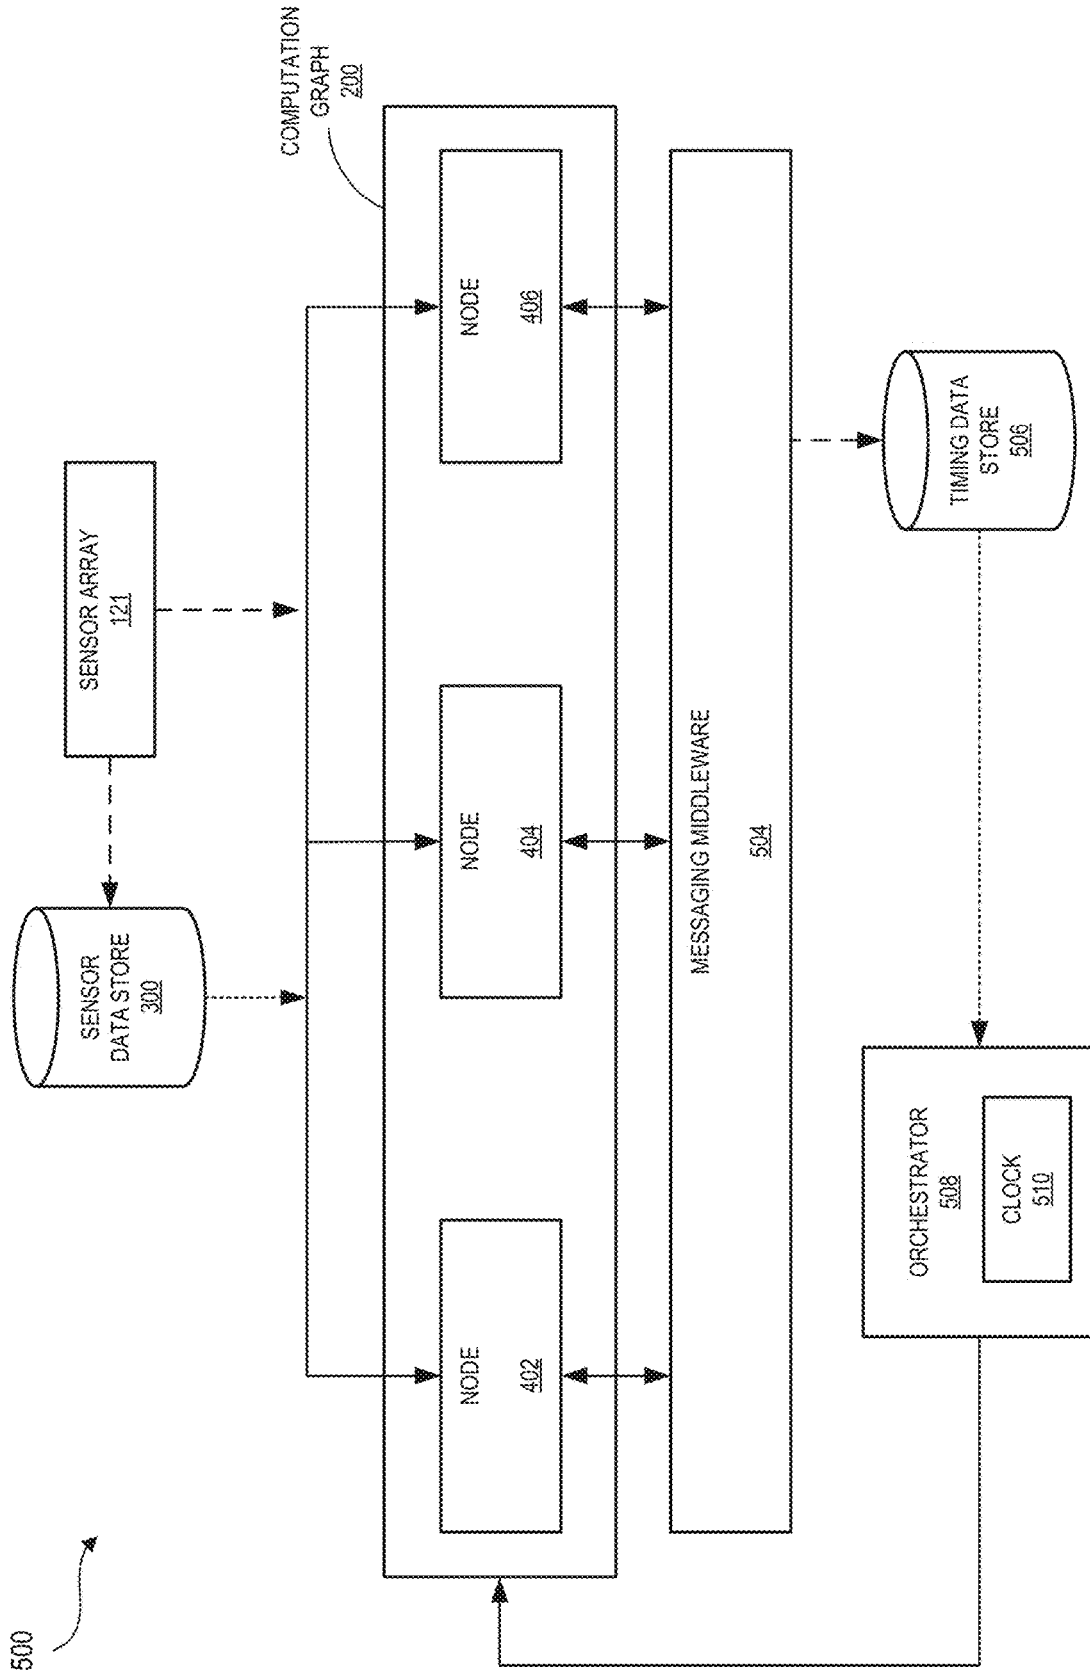 500
SENSOR
DATA STORE
300
SENSOR ARRAY
121
COMPUTATION
GRAPH
200
NODE
402
NODE
404
NODE
406
MESSAGING MIDDLEWARE
504
ORCHESTRATOR
508
CLOCK
510
TIMING DATA
STORE
506